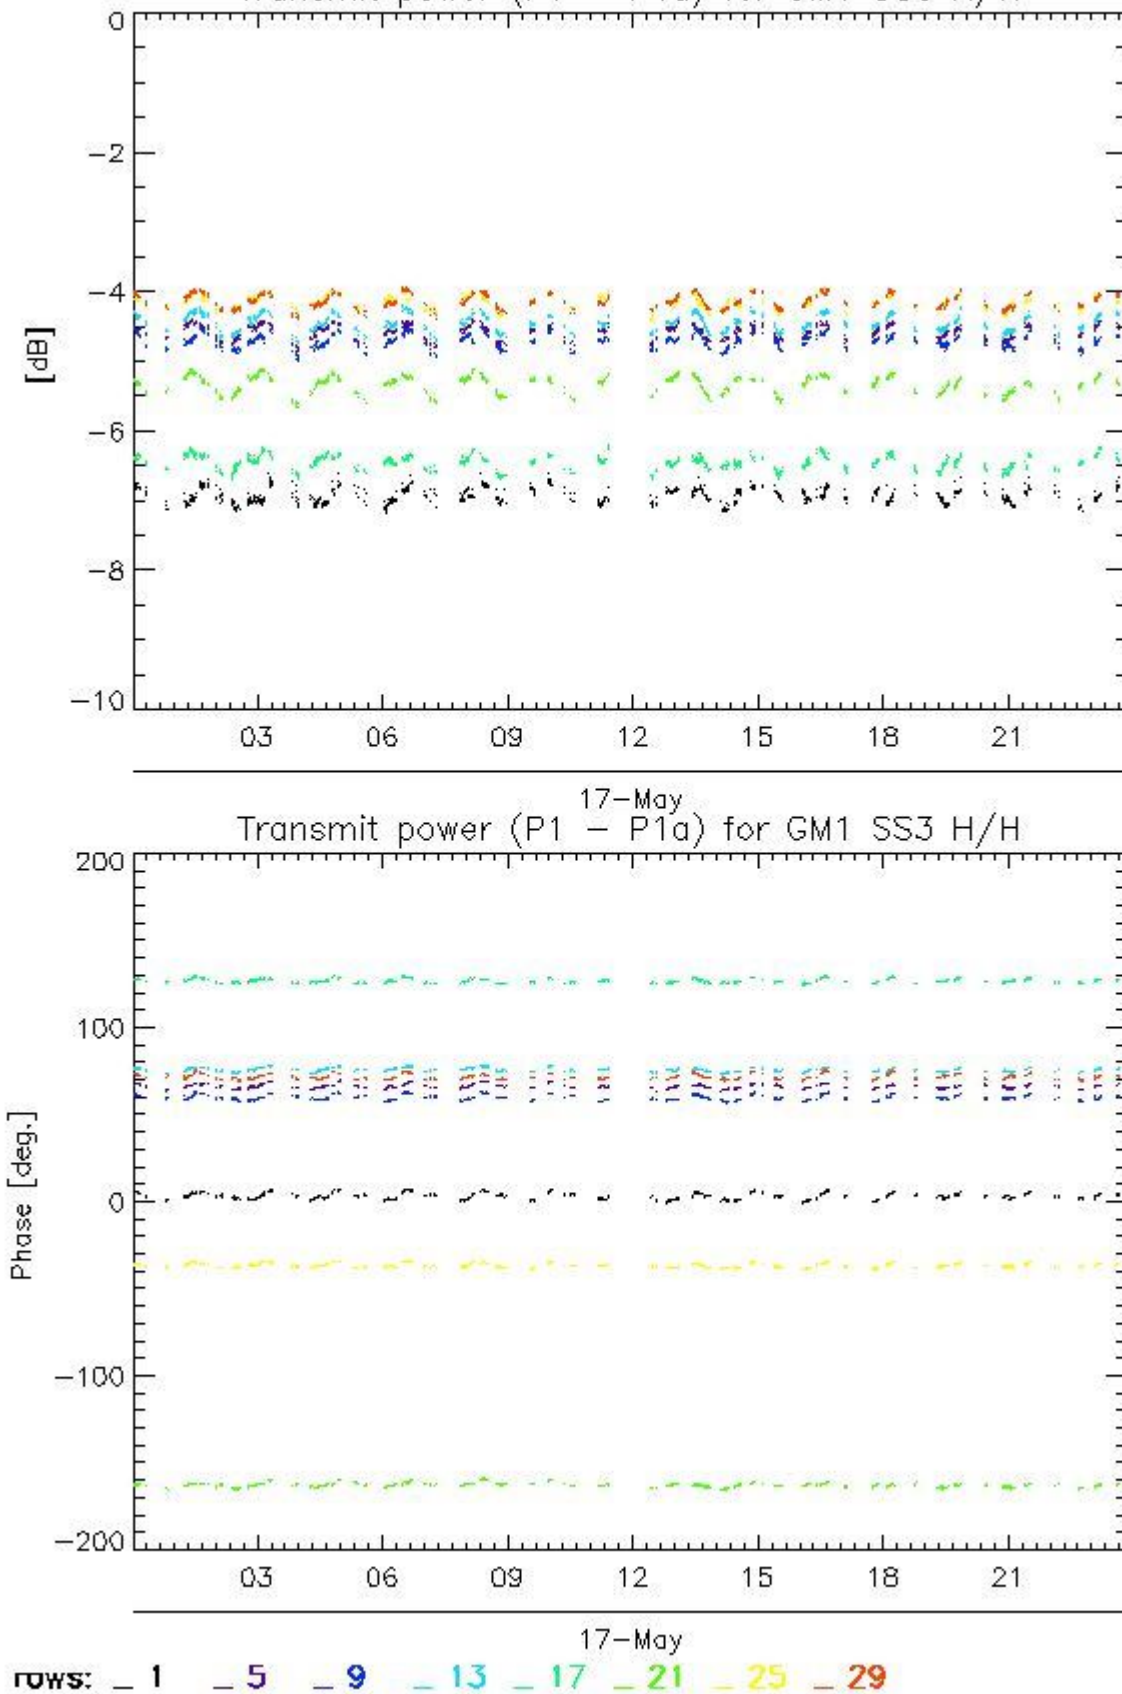 0
-2
-4
-6
-8
-10
[dB]
03 06 09 12 15 18 21
17-May
Transmit power (P1 - P1a) for GM1 SS3 H/H
200
100
0
-100
-200
Phase [deg.]
03 06 09 12 15 18 21
17-May
rows: _ 1 _ 5 _ 9 _ 13 _ 17 _ 21 _ 25 _ 29